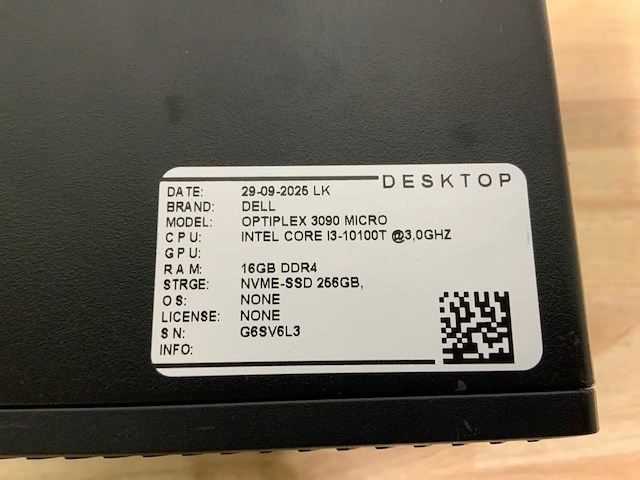 DESKTOP
DATE: 29-09-2025 LK
BRAND: DELL
MODEL: OPTIPLEX 3090 MICRO
CPU: INTEL CORE I3-10100T @3,0GHZ
GPU:
RAM: 16GB DDR4
STRGE: NVME-SSD 256GB,
OS: NONE
LICENSE: NONE
SN: G6SV6L3
INFO: